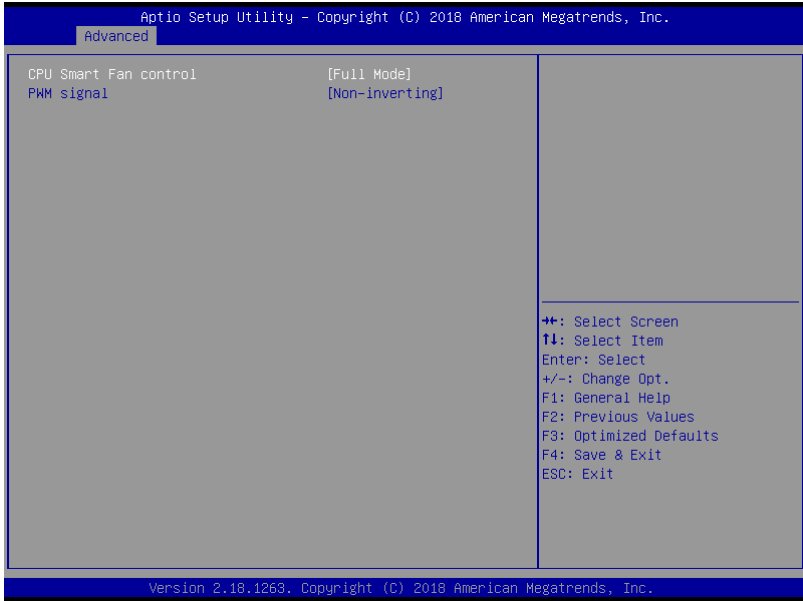 Aptio Setup Utility – Copyright (C) 2018 American Megatrends, Inc.
Advanced
CPU Smart Fan control [Full Mode]
PWM signal [Non-inverting]
→←: Select Screen
↑↓: Select Item
Enter: Select
+/-: Change Opt.
F1: General Help
F2: Previous Values
F3: Optimized Defaults
F4: Save & Exit
ESC: Exit
Version 2.18.1263. Copyright (C) 2018 American Megatrends, Inc.